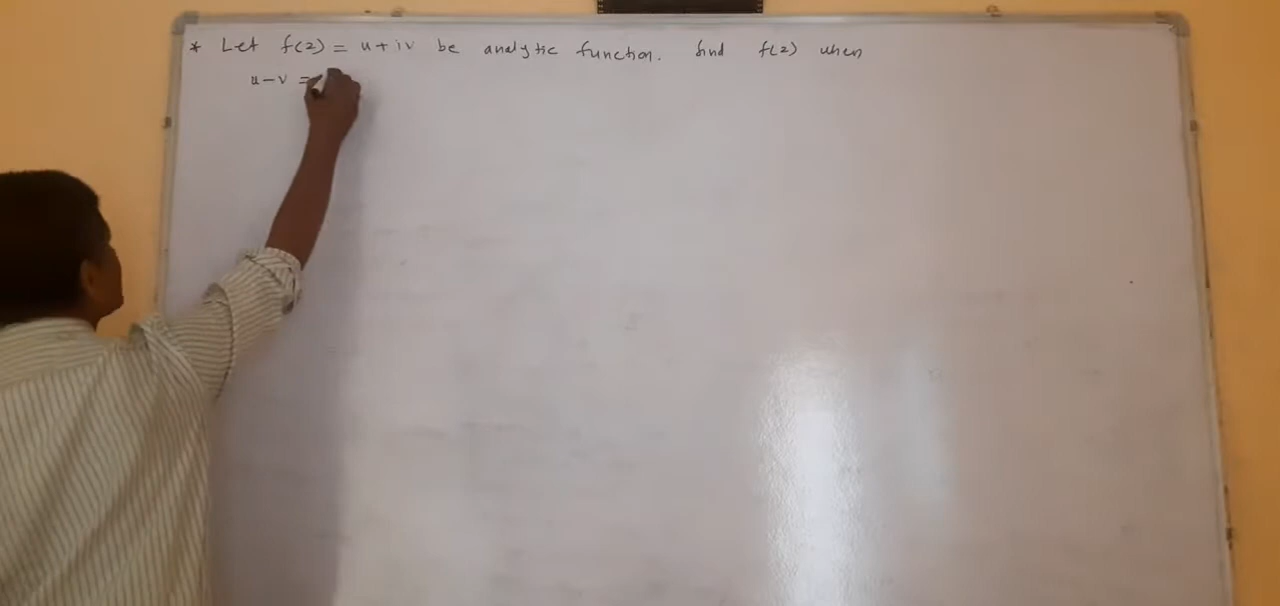 * Let f(z) = u + iv be analytic function. find f(z) when
u - v =